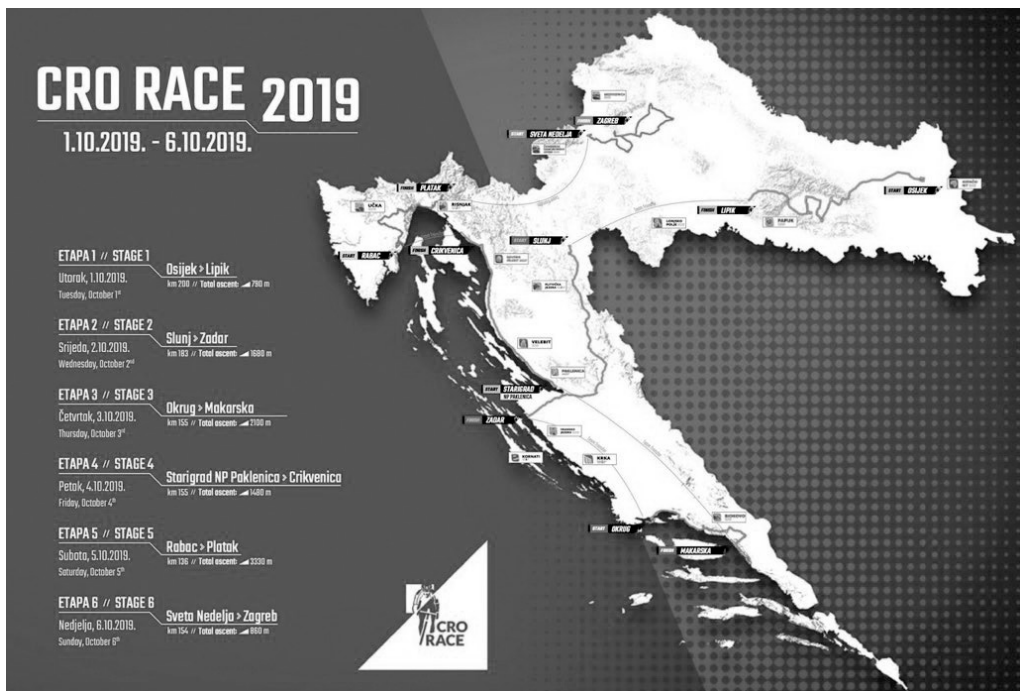 CRO RACE 2019
1.10.2019. - 6.10.2019.
ETAPA 1 // STAGE 1
Utorak, 1.10.2019.
Tuesday, October 1st
Osijek > Lipik
km 200 // Total ascent: 790 m
ETAPA 2 // STAGE 2
Srijeda, 2.10.2019.
Wednesday, October 2nd
Slunj > Zadar
km 183 // Total ascent: 1680 m
ETAPA 3 // STAGE 3
Četvrtak, 3.10.2019.
Thursday, October 3rd
Okrug > Makarska
km 155 // Total ascent: 2100 m
ETAPA 4 // STAGE 4
Petak, 4.10.2019.
Friday, October 4th
Starigrad NP Paklenica > Crikvenica
km 155 // Total ascent: 1480 m
ETAPA 5 // STAGE 5
Subota, 5.10.2019.
Saturday, October 5th
Rabac > Platak
km 136 // Total ascent: 3330 m
ETAPA 6 // STAGE 6
Nedjelja, 6.10.2019.
Sunday, October 6th
Sveta Nedelja > Zagreb
km 154 // Total ascent: 860 m
CRO
RACE
ZAGREB
START SVETA NEDELJA
FINISH PLATAK
UČKA
RISNJAK
START OSIJEK
FINISH LIPIK
PAPUK
START SLUNJ
START RABAC
FINISH CRIKVENICA
VELEBIT
PAKLENICA
START STARIGRAD
NP PAKLENICA
ZADAR
KORNATI
KRKA
START OKRUG
BIOKOVO
FINISH MAKARSKA